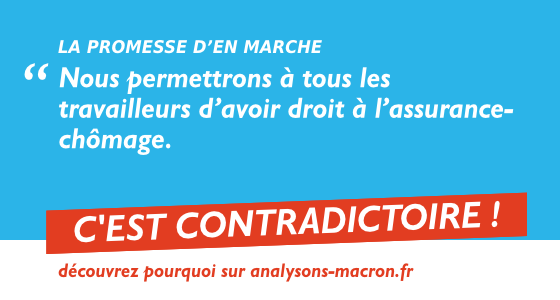 LA PROMESSE D’EN MARCHE
“ Nous permettrons à tous les
travailleurs d’avoir droit à l’assurance-
chômage.
C'EST CONTRADICTOIRE !
découvrez pourquoi sur analysons-macron.fr